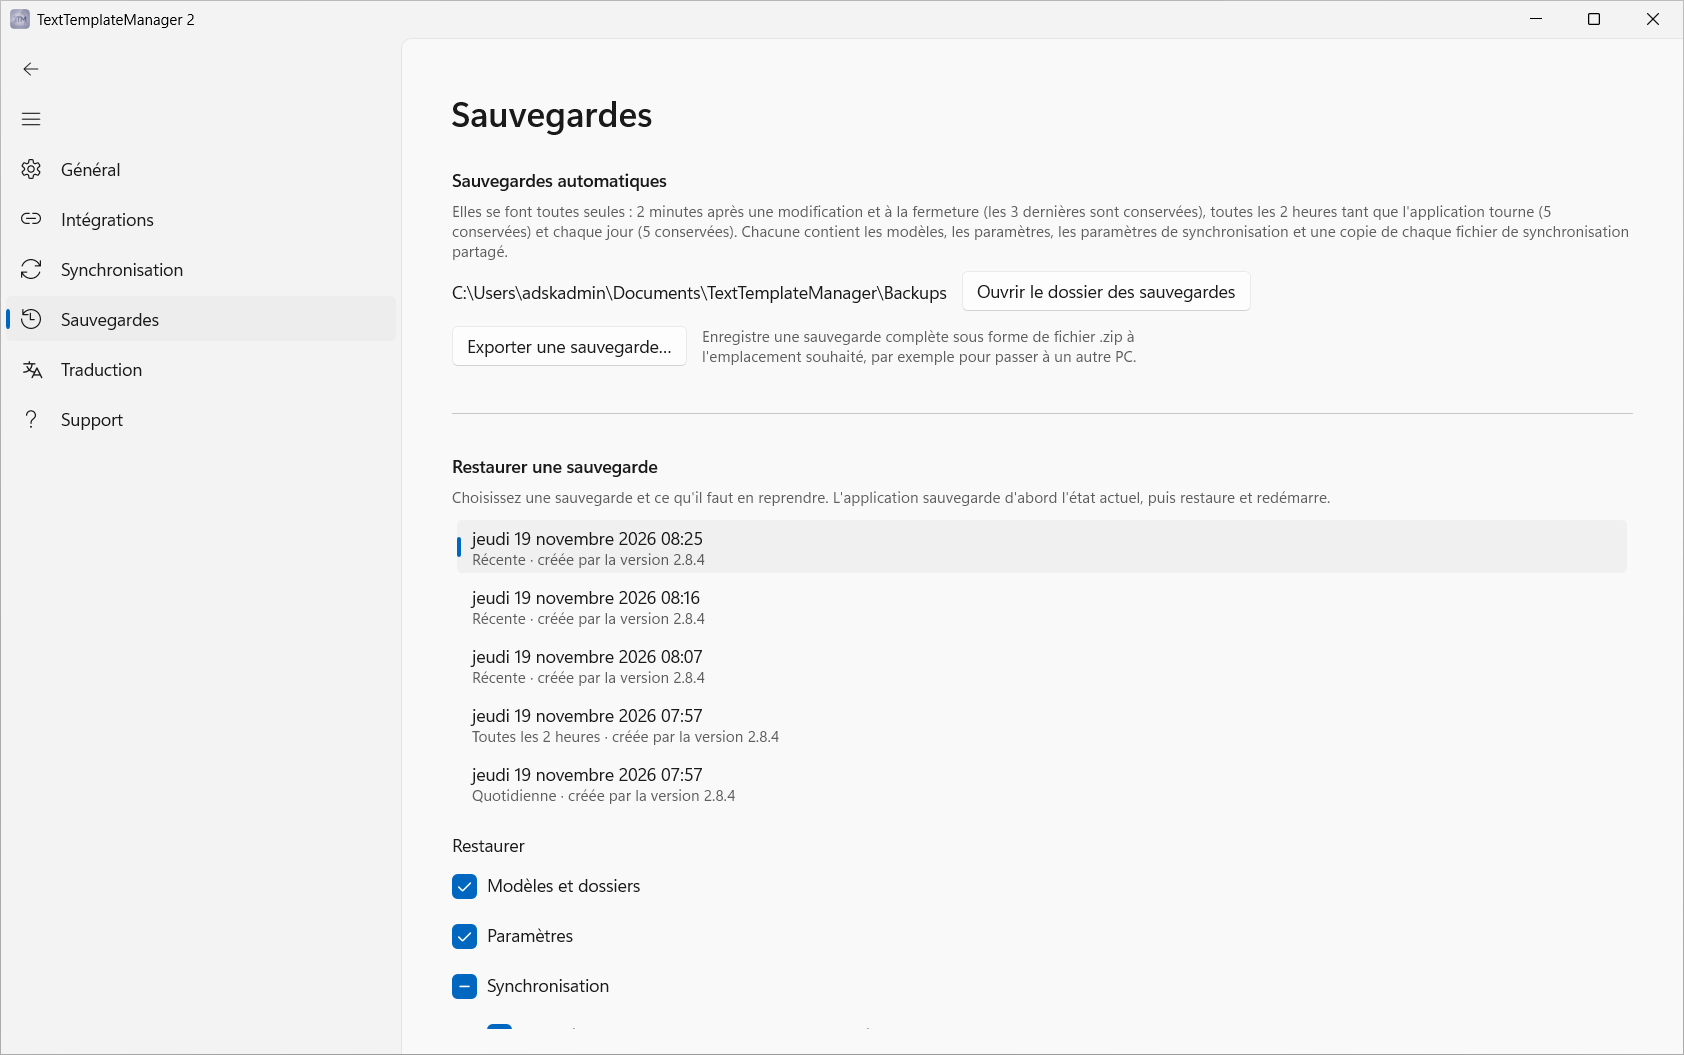 TextTemplateManager 2
Général
Intégrations
Synchronisation
Sauvegardes
Traduction
Support
Sauvegardes
Sauvegardes automatiques
Elles se font toutes seules : 2 minutes après une modification et à la fermeture (les 3 dernières sont conservées), toutes les 2 heures tant que l'application tourne (5
conservées) et chaque jour (5 conservées). Chacune contient les modèles, les paramètres, les paramètres de synchronisation et une copie de chaque fichier de synchronisation
partagé.
C:\Users\adskadmin\Documents\TextTemplateManager\Backups
Ouvrir le dossier des sauvegardes
Exporter une sauvegarde...
Enregistre une sauvegarde complète sous forme de fichier .zip à
l'emplacement souhaité, par exemple pour passer à un autre PC.
Restaurer une sauvegarde
Choisissez une sauvegarde et ce qu'il faut en reprendre. L'application sauvegarde d'abord l'état actuel, puis restaure et redémarre.
jeudi 19 novembre 2026 08:25
Récente · créée par la version 2.8.4
jeudi 19 novembre 2026 08:16
Récente · créée par la version 2.8.4
jeudi 19 novembre 2026 08:07
Récente · créée par la version 2.8.4
jeudi 19 novembre 2026 07:57
Toutes les 2 heures · créée par la version 2.8.4
jeudi 19 novembre 2026 07:57
Quotidienne · créée par la version 2.8.4
Restaurer
Modèles et dossiers
Paramètres
Synchronisation